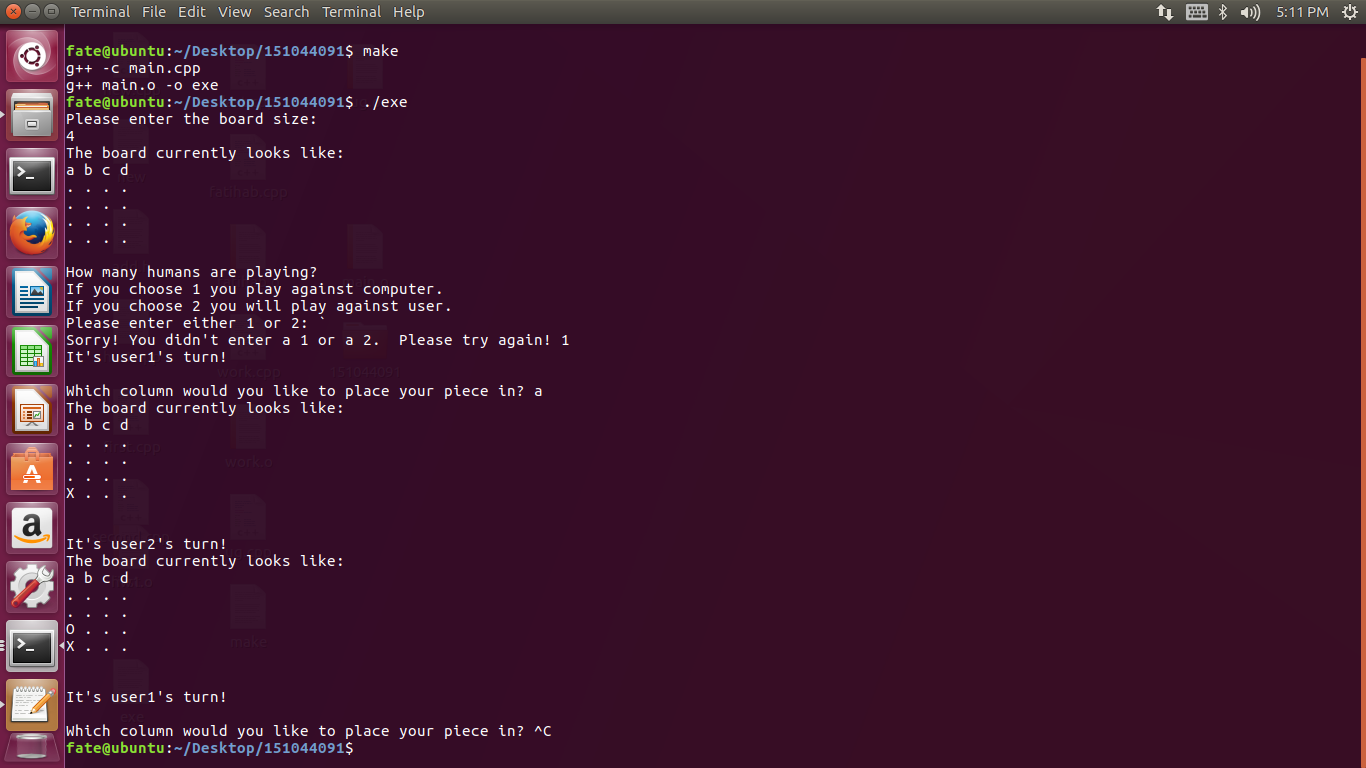 Terminal File Edit View Search Terminal Help 5:11 PM
fate@ubuntu:~/Desktop/151044091$ make
g++ -c main.cpp
g++ main.o -o exe
fate@ubuntu:~/Desktop/151044091$ ./exe
Please enter the board size:
4
The board currently looks like:
a b c d
. . . .
. . . .
. . . .
. . . .
How many humans are playing?
If you choose 1 you play against computer.
If you choose 2 you will play against user.
Please enter either 1 or 2: `
Sorry! You didn't enter a 1 or a 2.  Please try again! 1
It's user1's turn!
Which column would you like to place your piece in? a
The board currently looks like:
a b c d
. . . .
. . . .
. . . .
X . . .
It's user2's turn!
The board currently looks like:
a b c d
. . . .
. . . .
O . . .
X . . .
It's user1's turn!
Which column would you like to place your piece in? ^C
fate@ubuntu:~/Desktop/151044091$
work.cpp
151044091
work.o
make